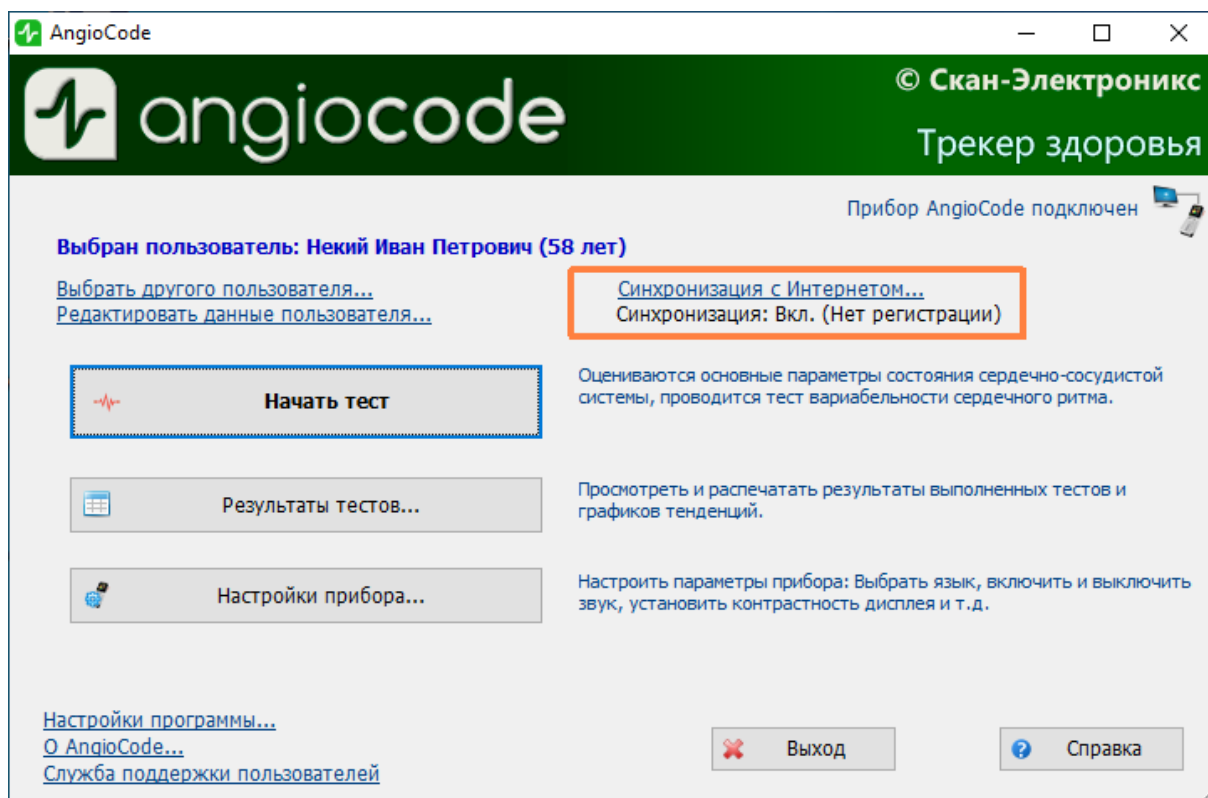 AngioCode
angiocode
© Скан-Электроникс
Трекер здоровья
Прибор AngioCode подключен
Выбран пользователь: Некий Иван Петрович (58 лет)
Выбрать другого пользователя...
Редактировать данные пользователя...
Синхронизация с Интернетом...
Синхронизация: Вкл. (Нет регистрации)
Начать тест
Оцениваются основные параметры состояния сердечно-сосудистой
системы, проводится тест вариабельности сердечного ритма.
Результаты тестов...
Просмотреть и распечатать результаты выполненных тестов и
графиков тенденций.
Настройки прибора...
Настроить параметры прибора: Выбрать язык, включить и выключить
звук, установить контрастность дисплея и т.д.
Настройки программы...
О AngioCode...
Служба поддержки пользователей
Выход
Справка